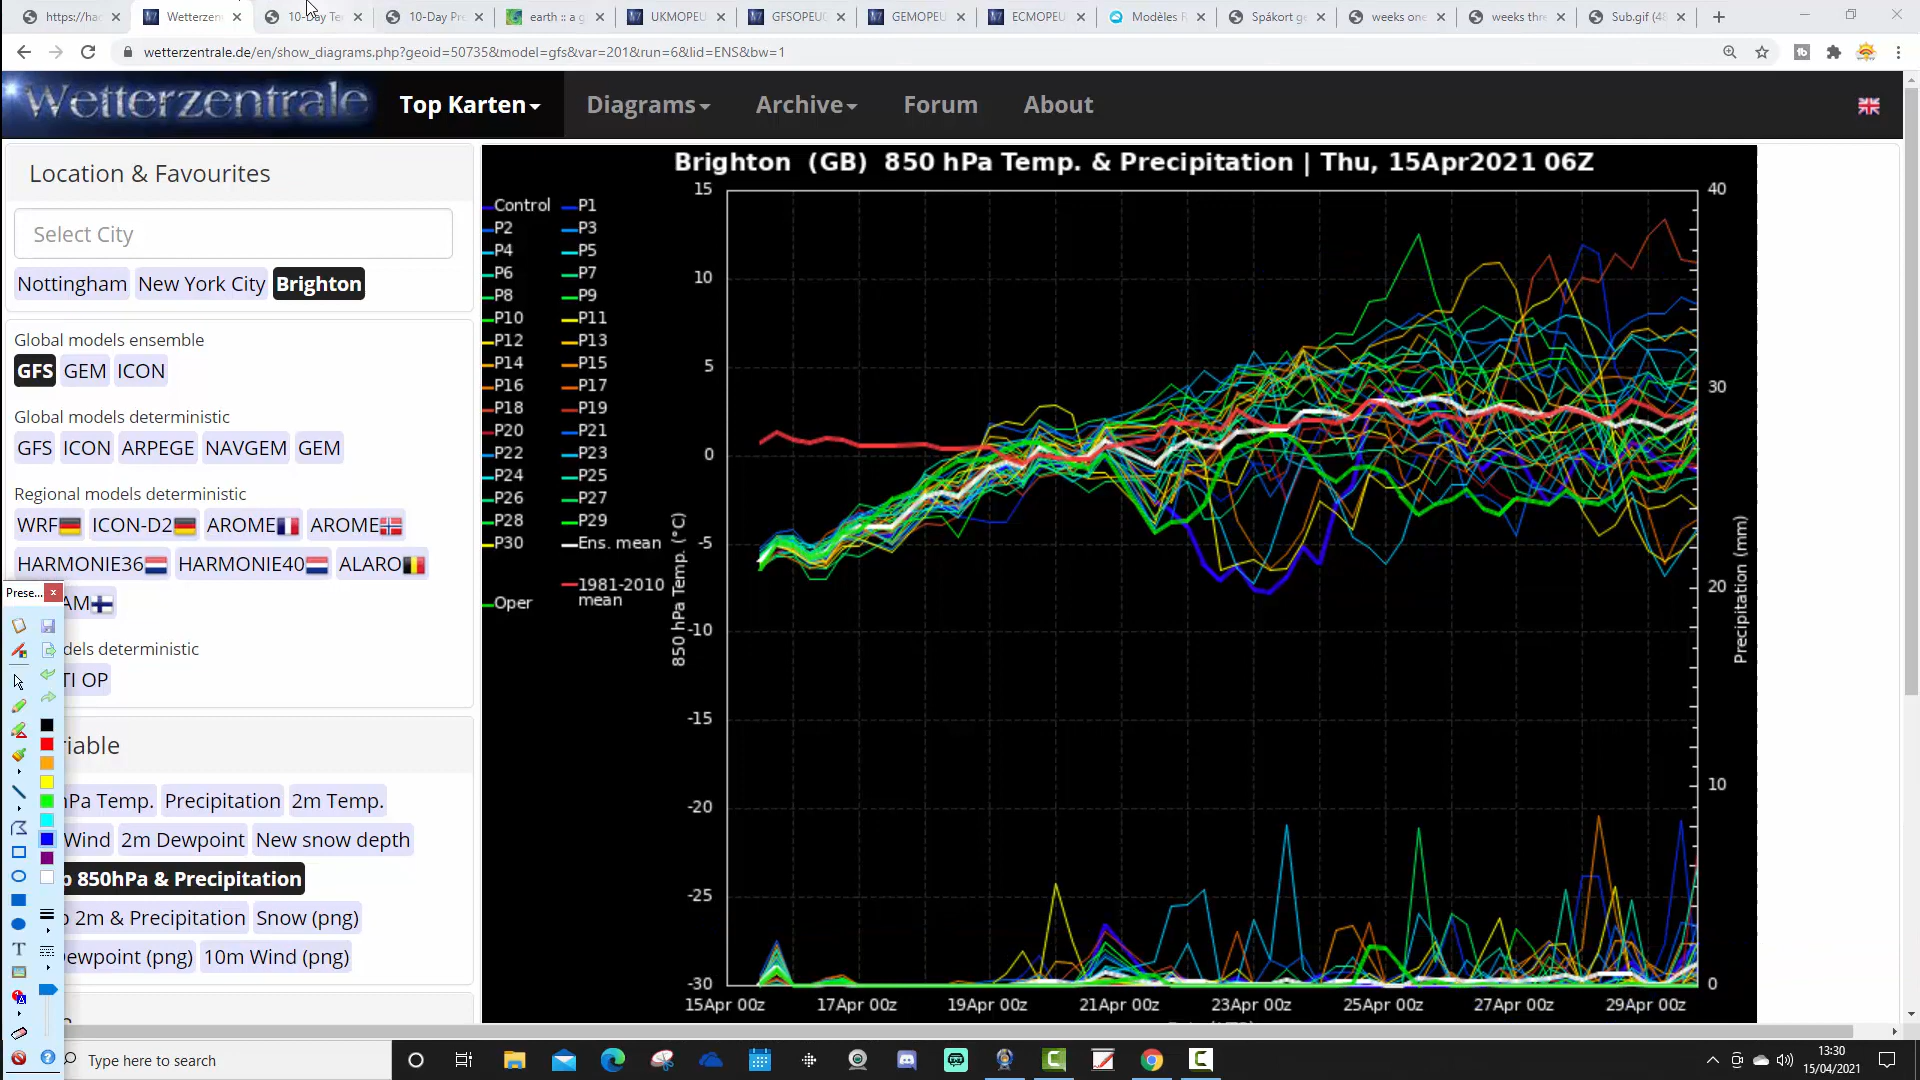 https://ha
Wetterzen
10-Day Te
10-Day Pr
earth :: a g
UKMOPEU
GFSOPEU
GEMOPEU
ECMOPEU
Modèles
Spákort g
weeks on
weeks thr
Sub.gif (48
wetterzentrale.de/en/show_diagrams.php?geoid=50735&model=gfs&var=201&run=6&lid=ENS&bw=1
Wetterzentrale Top Karten Diagrams Archive Forum About
Location & Favourites
Select City
Nottingham New York City Brighton
Global models ensemble
GFS GEM ICON
Global models deterministic
GFS ICON ARPEGE NAVGEM GEM
Regional models deterministic
WRF ICON-D2 AROME AROME
HARMONIE36 HARMONIE40 ALARO
AM
dels deterministic
TI OP
riable
hPa Temp. Precipitation 2m Temp.
Wind 2m Dewpoint New snow depth
850hPa & Precipitation
2m & Precipitation Snow (png)
Dewpoint (png) 10m Wind (png)
Prese...
Brighton (GB) 850 hPa Temp. & Precipitation | Thu, 15Apr2021 06Z
Control P1
P2 P3
P4 P5
P6 P7
P8 P9
P10 P11
P12 P13
P14 P15
P16 P17
P18 P19
P20 P21
P22 P23
P24 P25
P26 P27
P28 P29
P30 Ens. mean
1981-2010
mean
Oper
850 hPa Temp. (°C)
15
10
5
0
-5
-10
-15
-20
-25
-30
40
30
20
10
0
Precipitation (mm)
15Apr 00z 17Apr 00z 19Apr 00z 21Apr 00z 23Apr 00z 25Apr 00z 27Apr 00z 29Apr 00z
Type here to search
13:30
15/04/2021